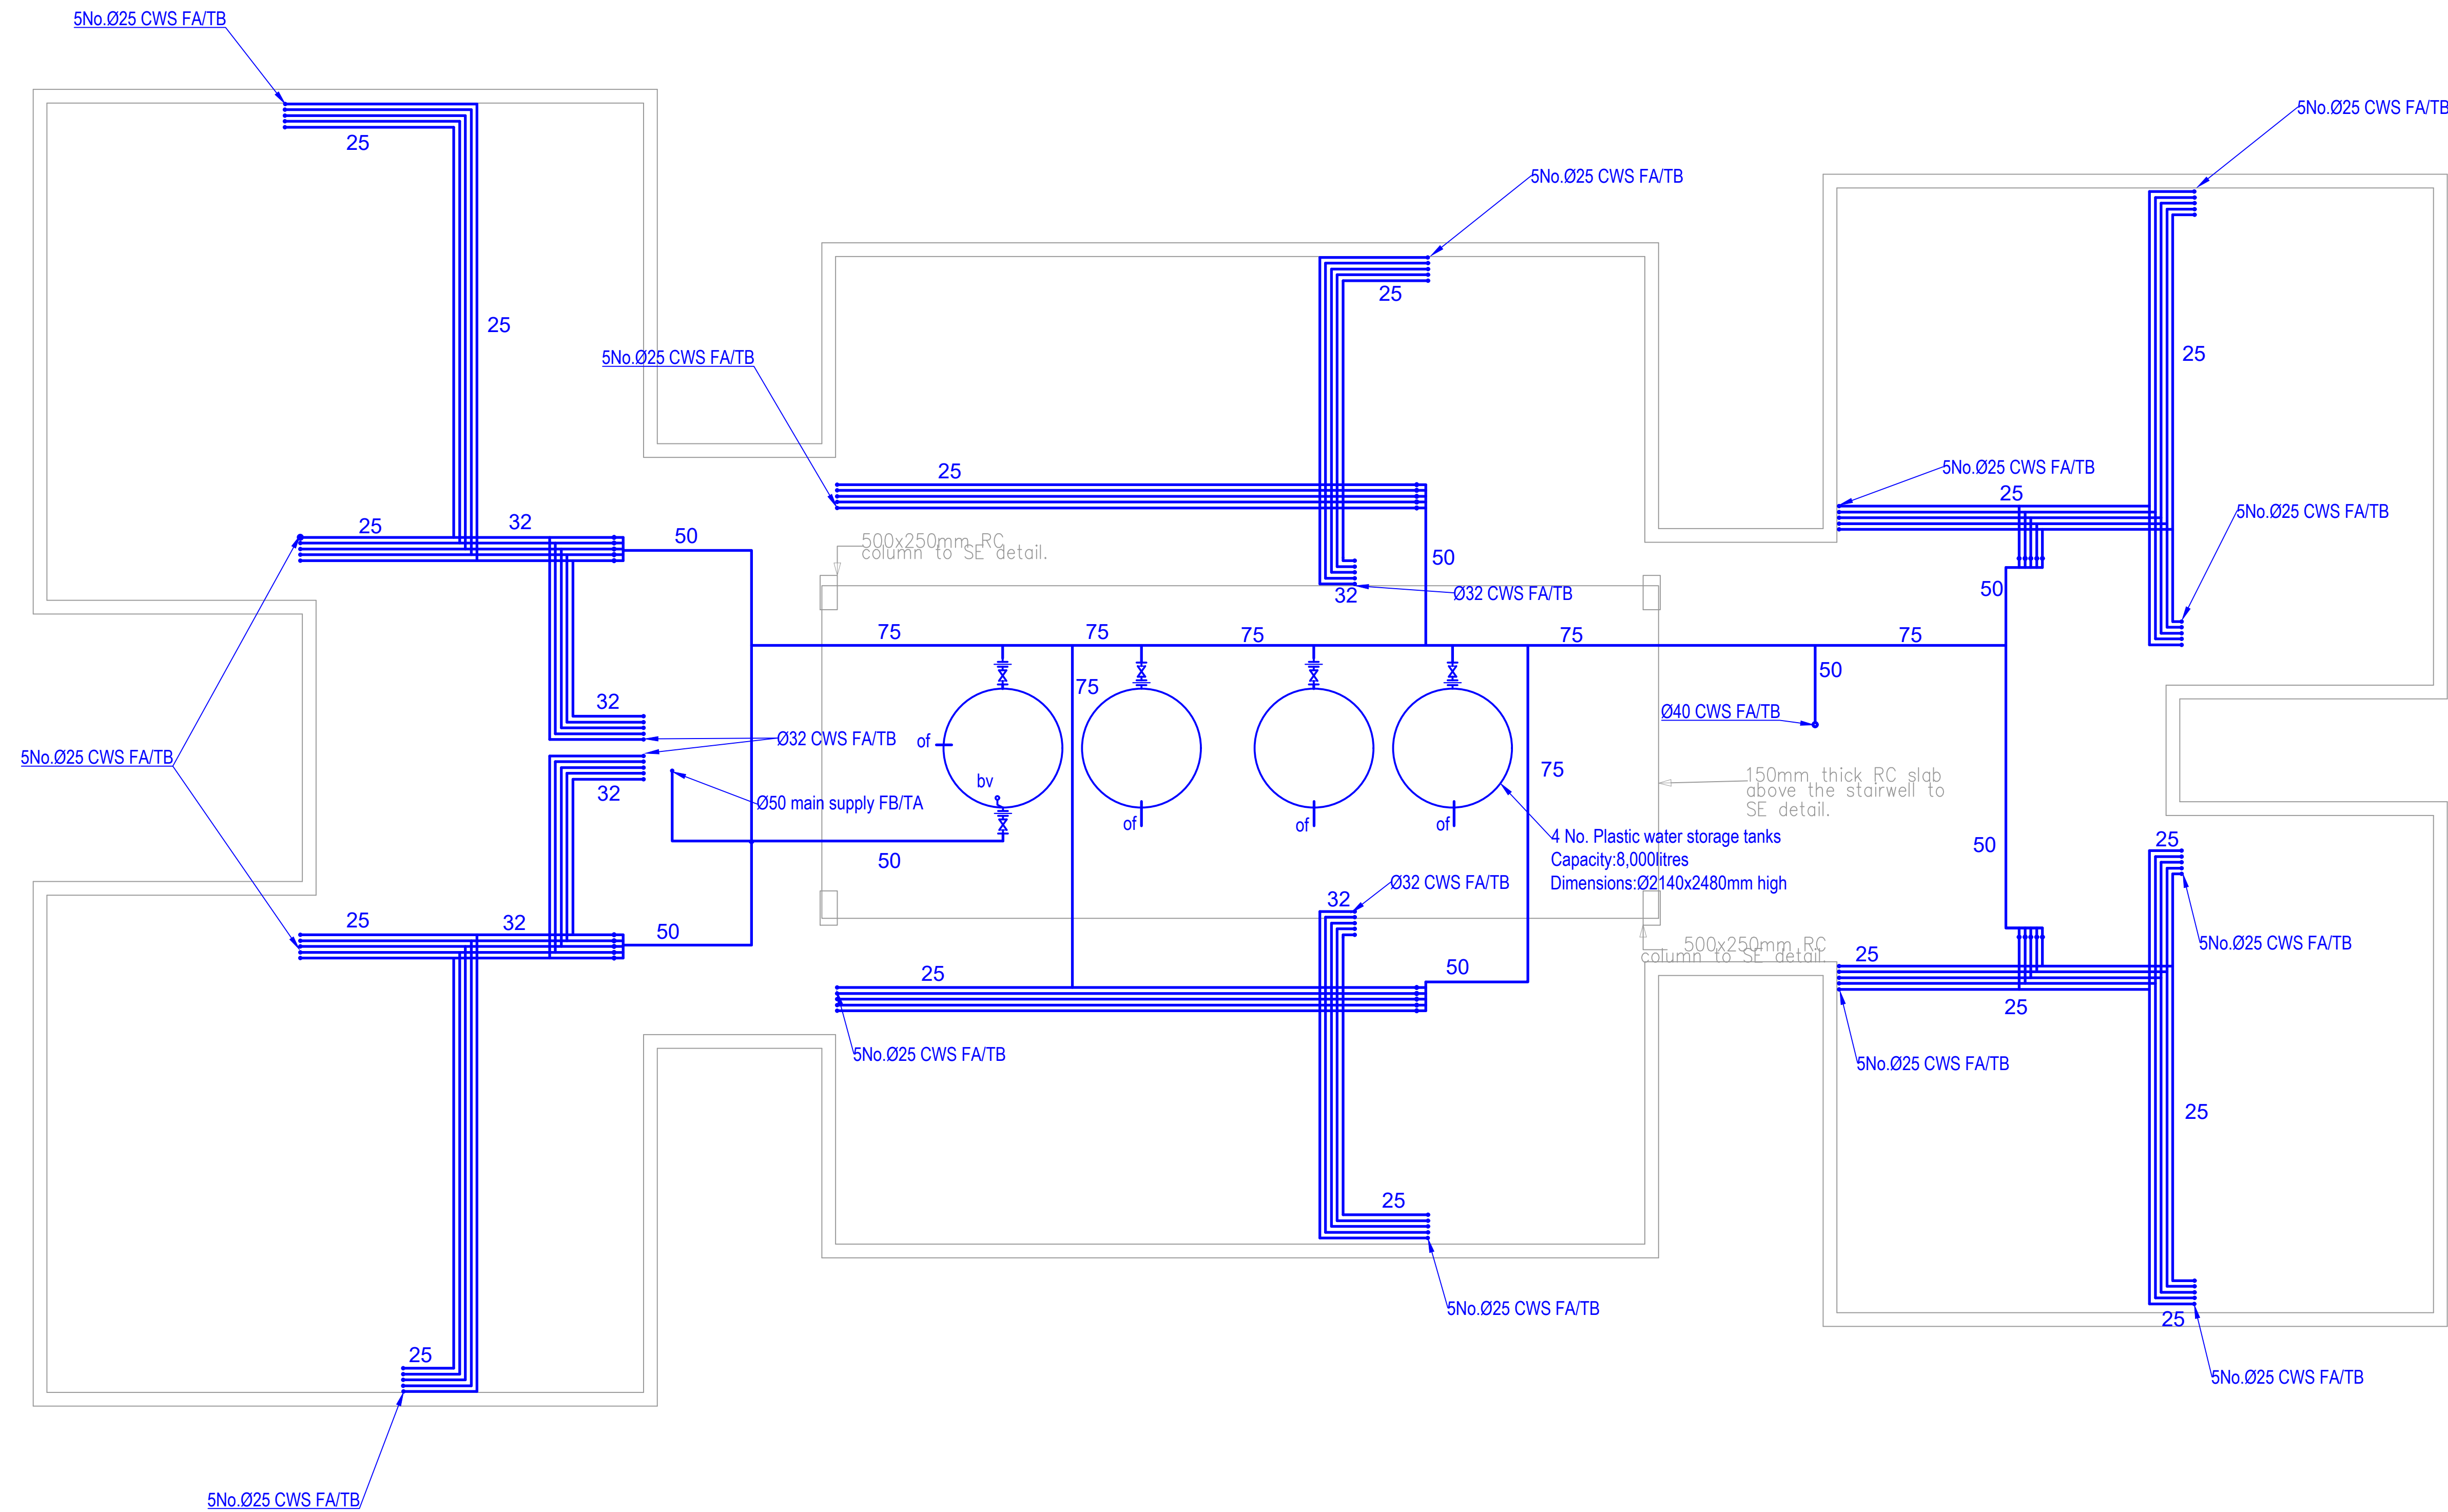 5No.Ø25 CWS FA/TB
5No.Ø25 CWS FA/TB
25
5No.Ø25 CWS FA/TB
25
25
25
5No.Ø25 CWS FA/TB
25
5No.Ø25 CWS FA/TB
25
5No.Ø25 CWS FA/TB
25
32
50
500x250mm RC
column to SE detail.
50
50
32
Ø32 CWS FA/TB
75
75
75
75
75
50
75
32
Ø40 CWS FA/TB
Ø32 CWS FA/TB
of
5No.Ø25 CWS FA/TB
75
bv
150mm thick RC slab
above the stairwell to
SE detail.
32
Ø50 main supply FB/TA
of
of
of
4 No. Plastic water storage tanks
Capacity:8,000litres
Dimensions:Ø2140x2480mm high
50
25
50
32
Ø32 CWS FA/TB
25
32
50
500x250mm RC
column to SE detail.
5No.Ø25 CWS FA/TB
25
25
50
25
5No.Ø25 CWS FA/TB
5No.Ø25 CWS FA/TB
25
25
5No.Ø25 CWS FA/TB
25
25
5No.Ø25 CWS FA/TB
5No.Ø25 CWS FA/TB